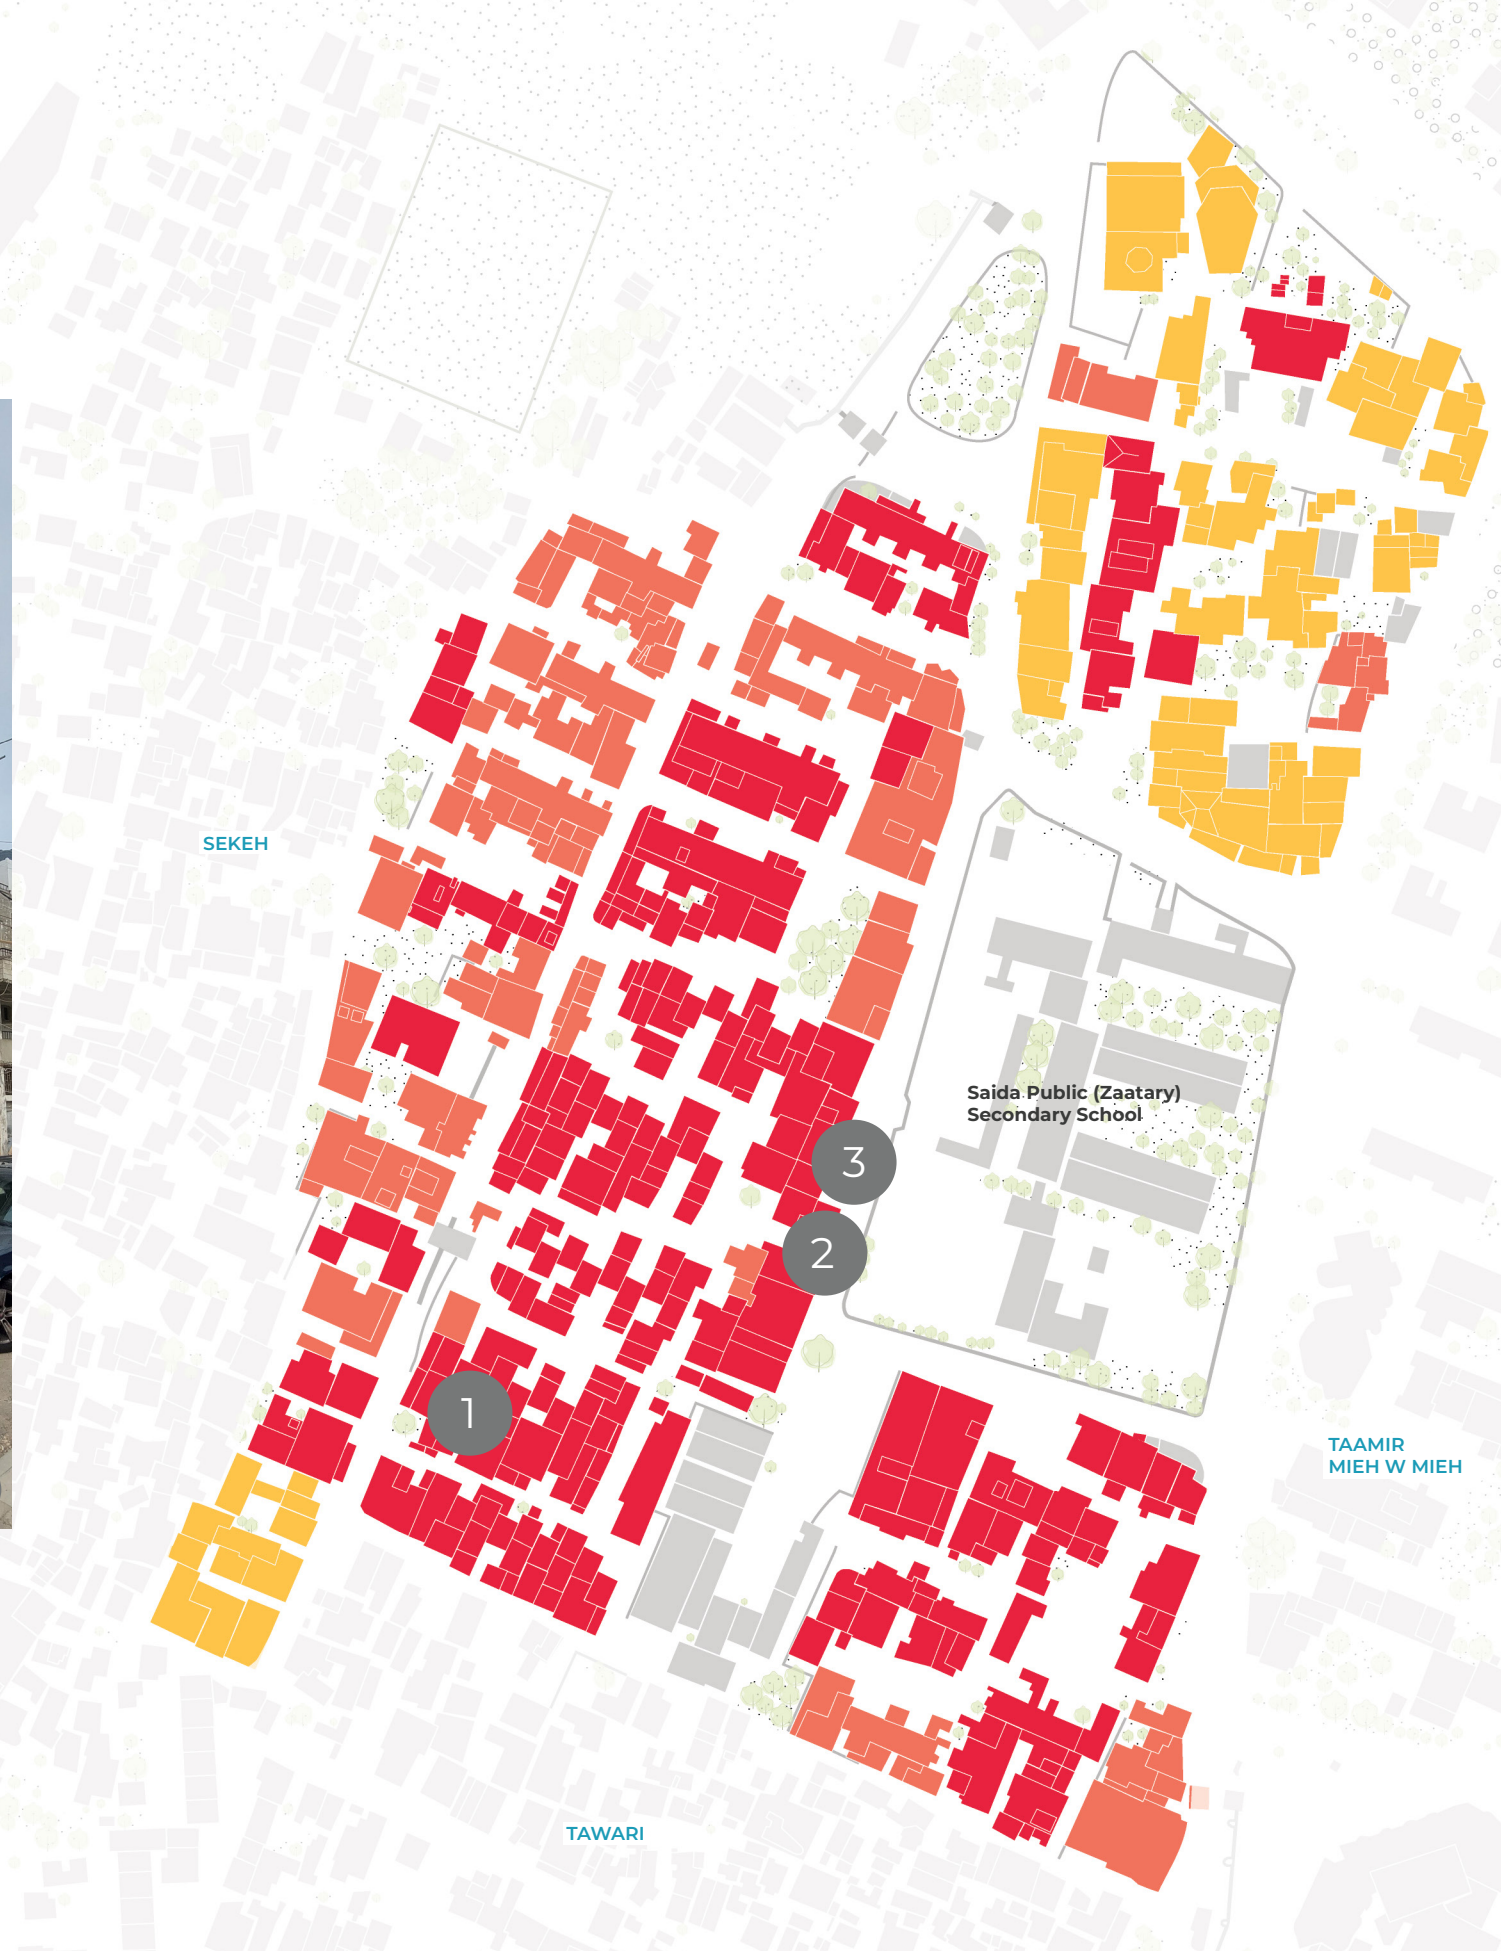 SEKEH
Saida Public (Zaatary)
Secondary School
3
2
1
TAAMIR
MIEH W MIEH
TAWARI